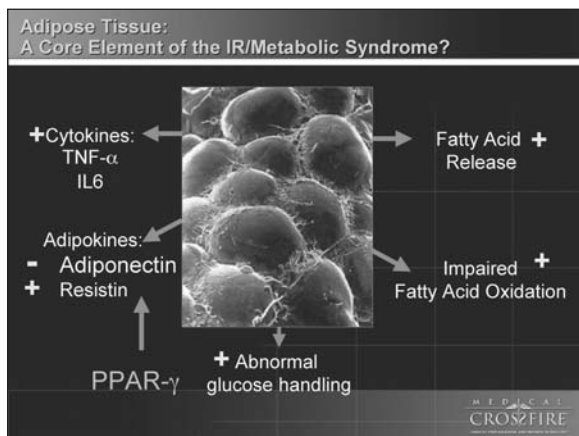 Adipose Tissue:
A Core Element of the IR/Metabolic Syndrome?
+Cytokines:
TNF-α
IL6
Adipokines:
- Adiponectin
+ Resistin
PPAR-γ
+ Abnormal
glucose handling
Fatty Acid +
Release
Impaired +
Fatty Acid Oxidation
MEDICAL
CROSSFIRE